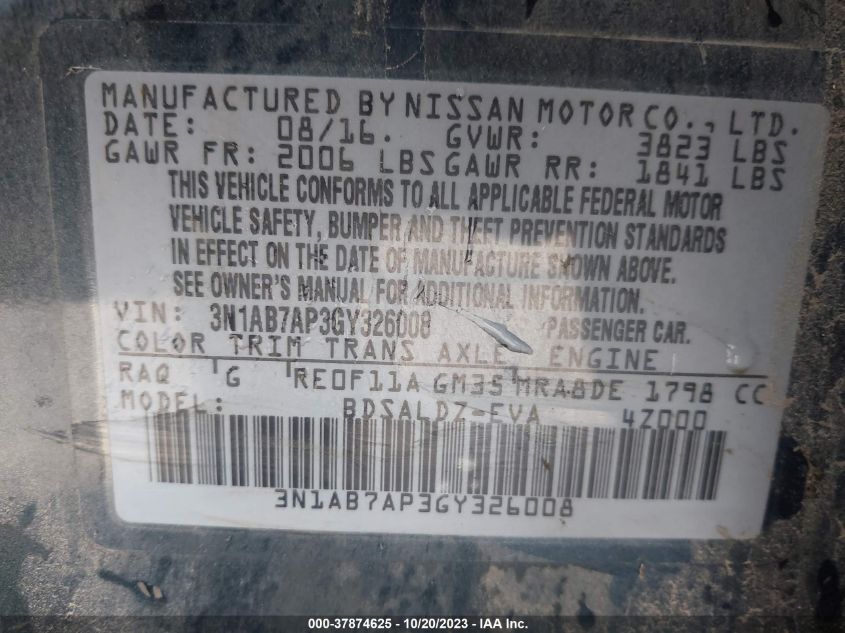 MANUFACTURED BY NISSAN MOTOR CO., LTD.
DATE: 08/16. GVWR: 3823 LBS
GAWR FR: 2006 LBS GAWR RR: 1841 LBS
THIS VEHICLE CONFORMS TO ALL APPLICABLE FEDERAL MOTOR
VEHICLE SAFETY, BUMPER AND THEFT PREVENTION STANDARDS
IN EFFECT ON THE DATE OF MANUFACTURE SHOWN ABOVE.
SEE OWNER'S MANUAL FOR ADDITIONAL INFORMATION.
VIN: 3N1AB7AP3GY326008 PASSENGER CAR.
COLOR TRIM TRANS AXLE ENGINE
RAQ G RE0F11A GM35 MRA8DE 1798 CC
MODEL: BDSALDZ-EVA 4Z000
3N1AB7AP3GY326008
000-37874625 - 10/20/2023 - IAA Inc.